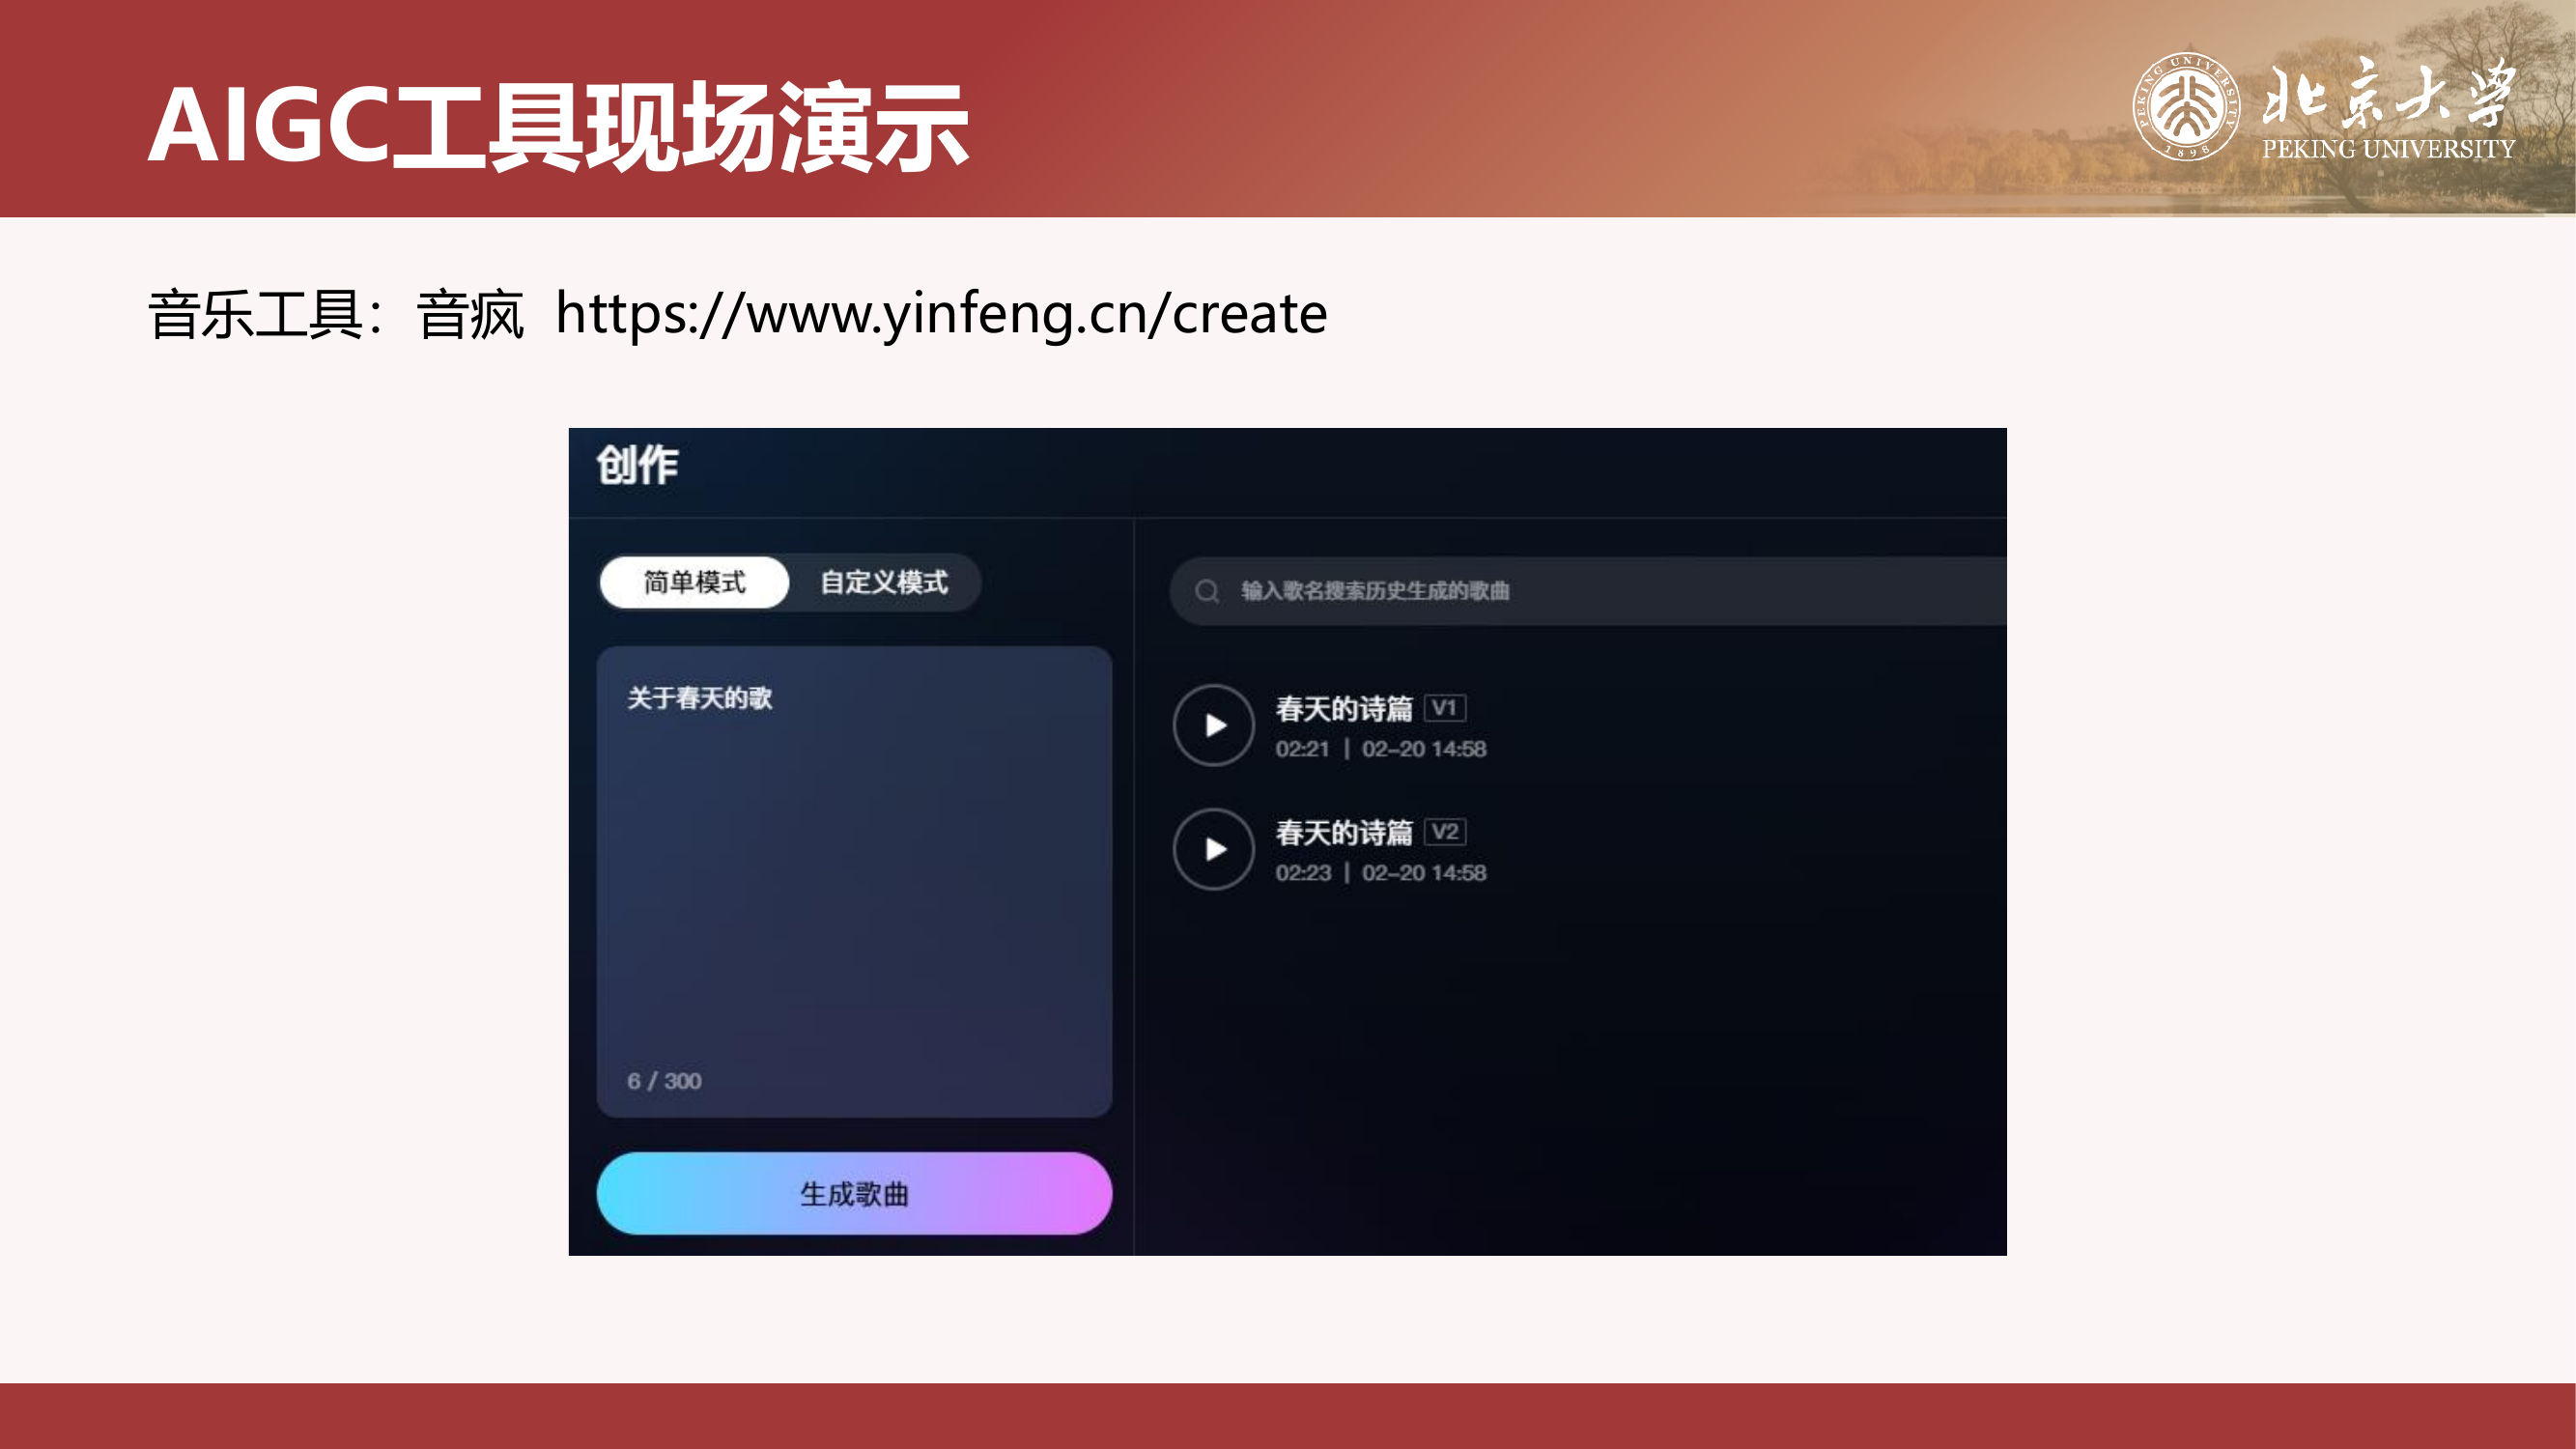 AIGC工具现场演示
PEKING UNIVERSITY
1898
北京大学
PEKING UNIVERSITY
音乐工具：音疯 https://www.yinfeng.cn/create
创作
简单模式 自定义模式
输入歌名搜索历史生成的歌曲
关于春天的歌
6 / 300
生成歌曲
春天的诗篇 V1
02:21 | 02-20 14:58
春天的诗篇 V2
02:23 | 02-20 14:58